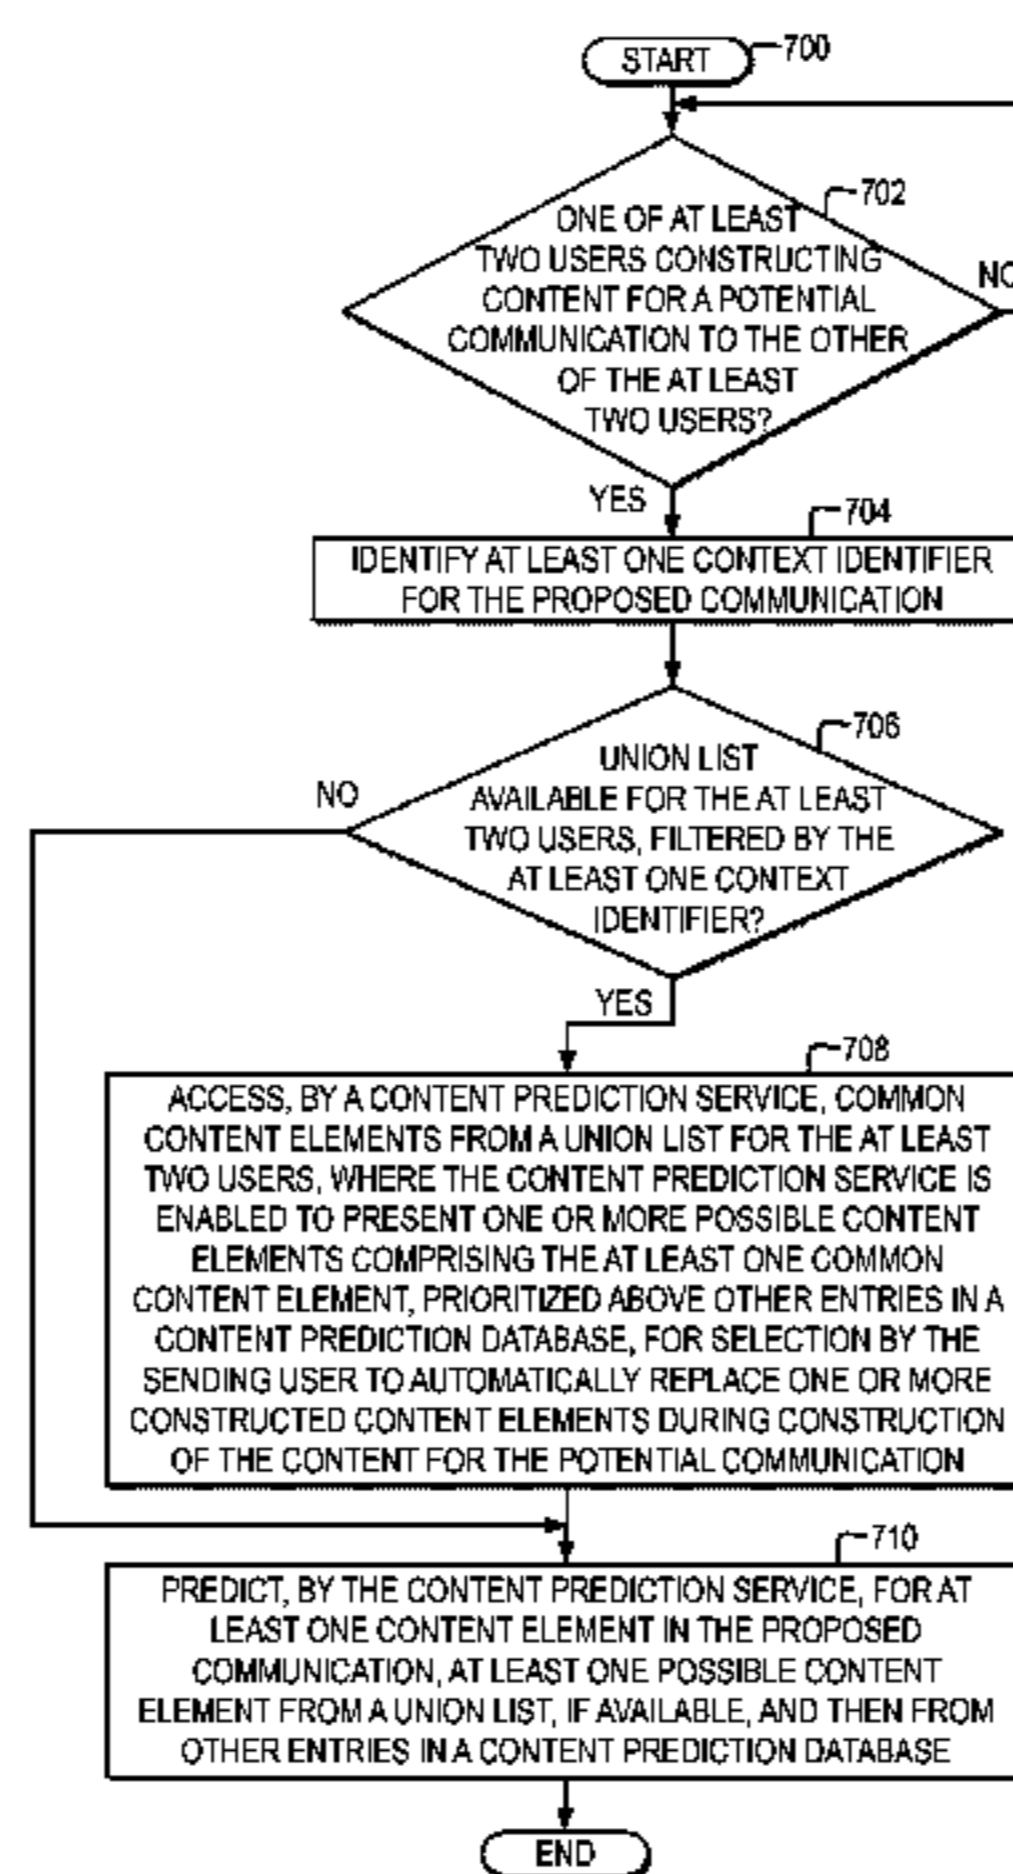 START
700
702
ONE OF AT LEAST
TWO USERS CONSTRUCTING
CONTENT FOR A POTENTIAL
COMMUNICATION TO THE OTHER
OF THE AT LEAST
TWO USERS?
NO
YES
704
IDENTIFY AT LEAST ONE CONTEXT IDENTIFIER
FOR THE PROPOSED COMMUNICATION
706
UNION LIST
AVAILABLE FOR THE AT LEAST
TWO USERS, FILTERED BY THE
AT LEAST ONE CONTEXT
IDENTIFIER?
NO
YES
708
ACCESS, BY A CONTENT PREDICTION SERVICE, COMMON
CONTENT ELEMENTS FROM A UNION LIST FOR THE AT LEAST
TWO USERS, WHERE THE CONTENT PREDICTION SERVICE IS
ENABLED TO PRESENT ONE OR MORE POSSIBLE CONTENT
ELEMENTS COMPRISING THE AT LEAST ONE COMMON
CONTENT ELEMENT, PRIORITIZED ABOVE OTHER ENTRIES IN A
CONTENT PREDICTION DATABASE, FOR SELECTION BY THE
SENDING USER TO AUTOMATICALLY REPLACE ONE OR MORE
CONSTRUCTED CONTENT ELEMENTS DURING CONSTRUCTION
OF THE CONTENT FOR THE POTENTIAL COMMUNICATION
710
PREDICT, BY THE CONTENT PREDICTION SERVICE, FOR AT
LEAST ONE CONTENT ELEMENT IN THE PROPOSED
COMMUNICATION, AT LEAST ONE POSSIBLE CONTENT
ELEMENT FROM A UNION LIST, IF AVAILABLE, AND THEN FROM
OTHER ENTRIES IN A CONTENT PREDICTION DATABASE
END